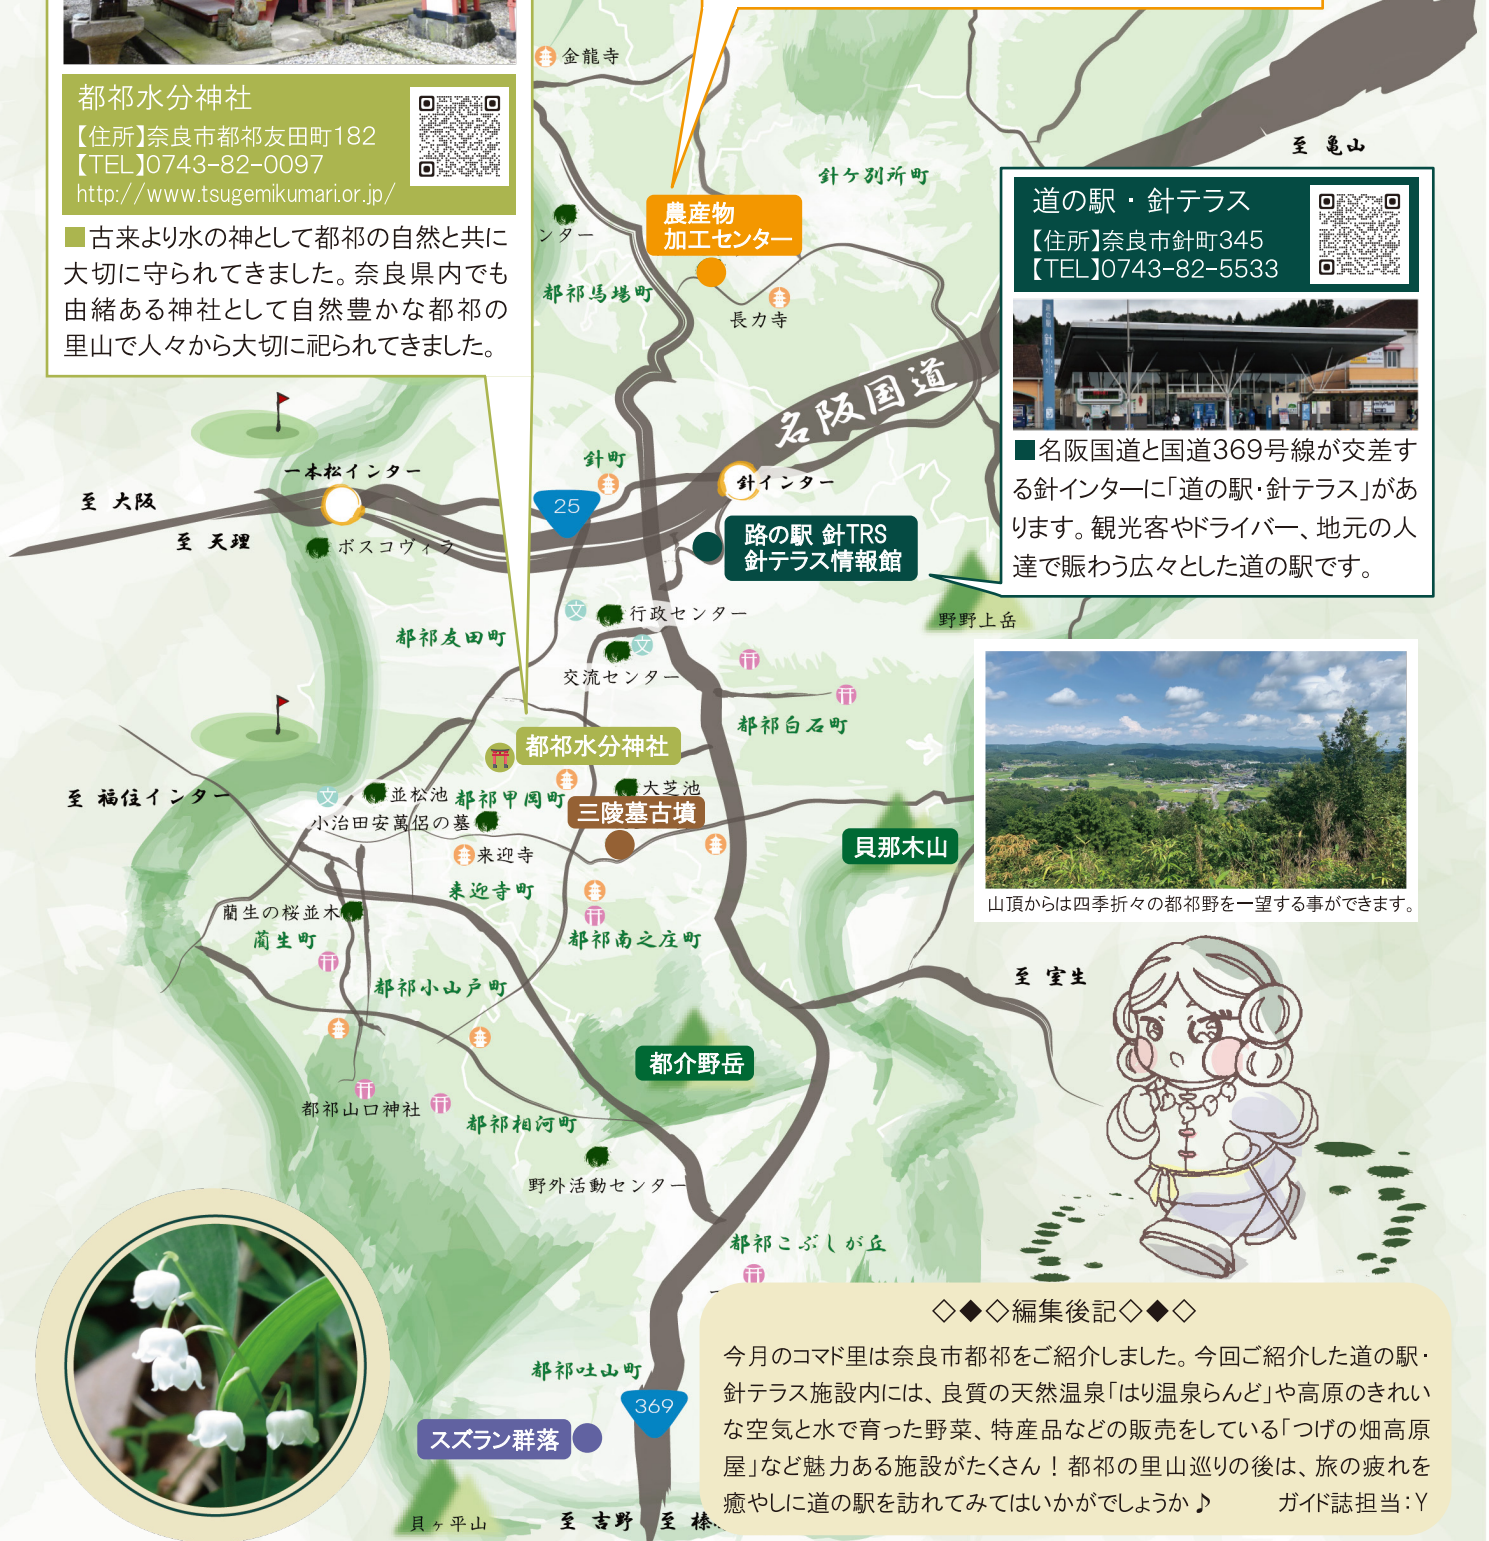 都祁水分神社
【住所】奈良市都祁友田町182
【TEL】0743-82-0097
http://www.tsugemikumari.or.jp/
■古来より水の神として都祁の自然と共に
大切に守られてきました。奈良県内でも
由緒ある神社として自然豊かな都祁の
里山で人々から大切に祀られてきました。
金龍寺
針ケ別所町
至 亀山
農産物
加工センター
ンター
都祁馬場町
長力寺
道の駅・針テラス
【住所】奈良市針町345
【TEL】0743-82-5533
■名阪国道と国道369号線が交差す
る針インターに「道の駅・針テラス」があ
ります。観光客やドライバー、地元の人
達で賑わう広々とした道の駅です。
名阪国道
一本松インター
針町
針インター
至 大阪
25
至 天理
ボスコヴィラ
路の駅 針TRS
針テラス情報館
行政センター
野野上岳
都祁友田町
交流センター
都祁白石町
都祁水分神社
至 福住インター
並松池
都祁甲岡町
大芝池
小治田安萬侶の墓
三陵墓古墳
来迎寺
貝那木山
来迎寺町
山頂からは四季折々の都祁野を一望する事ができます。
藺生の桜並木
藺生町
都祁南之庄町
都祁小山戸町
至 室生
都介野岳
都祁山口神社
都祁相河町
野外活動センター
都祁こぶしが丘
都祁吐山町
369
スズラン群落
貝ヶ平山
至 吉野
至 榛
◇◆◇編集後記◇◆◇
今月のコマド里は奈良市都祁をご紹介しました。今回ご紹介した道の駅・
針テラス施設内には、良質の天然温泉「はり温泉らんど」や高原のきれい
な空気と水で育った野菜、特産品などの販売をしている「つげの畑高原
屋」など魅力ある施設がたくさん！都祁の里山巡りの後は、旅の疲れを
癒やしに道の駅を訪れてみてはいかがでしょうか♪　ガイド誌担当：Y